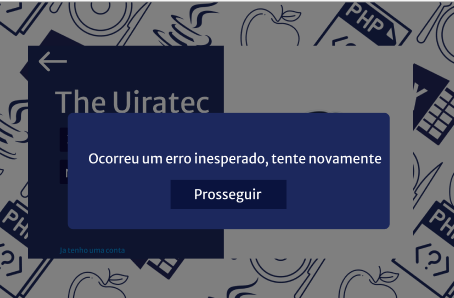 The Uiratec
Ocorreu um erro inesperado, tente novamente
Prosseguir
Já tenho uma conta
PHP
PHP
PHP